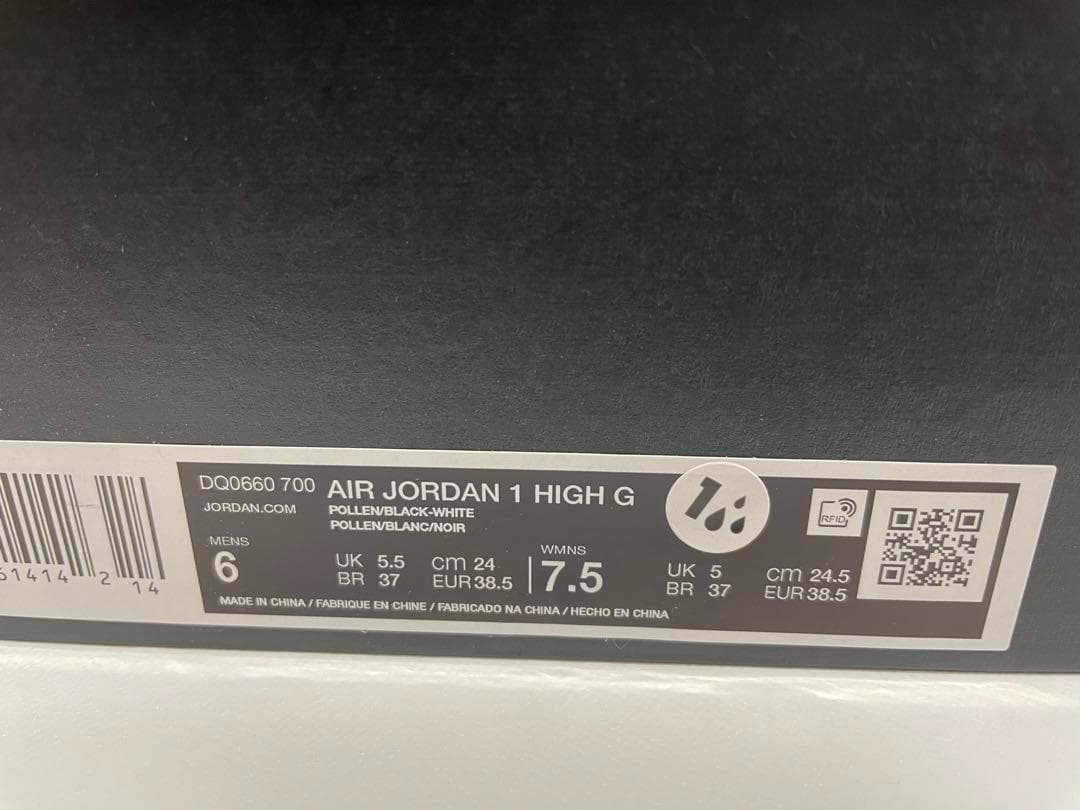 DQ0660 700 AIR JORDAN 1 HIGH G
JORDAN.COM POLLEN/BLACK-WHITE
POLLEN/BLANC/NOIR
MENS
6
UK 5.5 cm 24
BR 37 EUR 38.5
WMNS
7.5
UK 5 cm 24.5
BR 37 EUR 38.5
MADE IN CHINA / FABRIQUE EN CHINE / FABRICADO NA CHINA / HECHO EN CHINA
1
RFID
61414 2 14